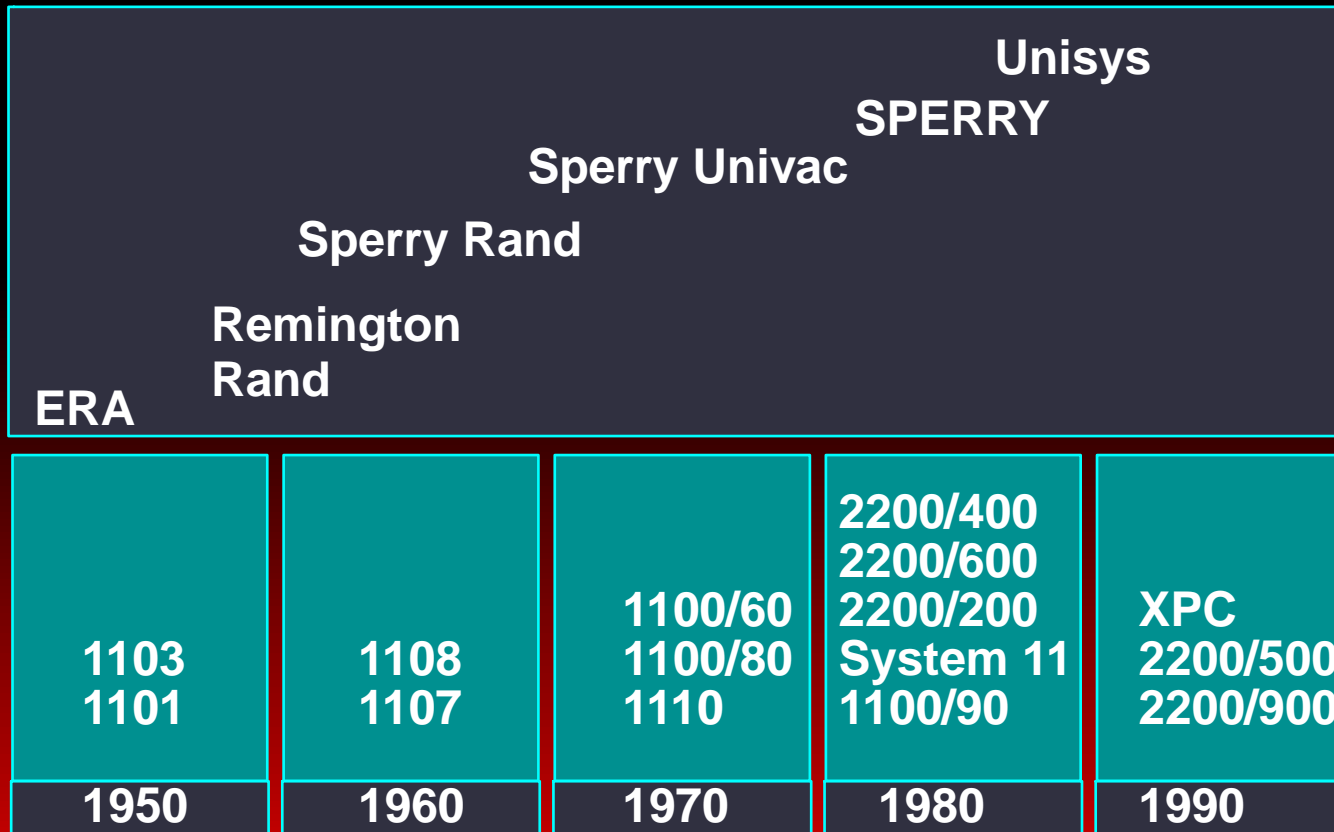 Unisys
SPERRY
Sperry Univac
Sperry Rand
Remington
Rand
ERA
1103
1101
1108
1107
1100/60
1100/80
1110
2200/400
2200/600
2200/200
System 11
1100/90
XPC
2200/500
2200/900
1950
1960
1970
1980
1990